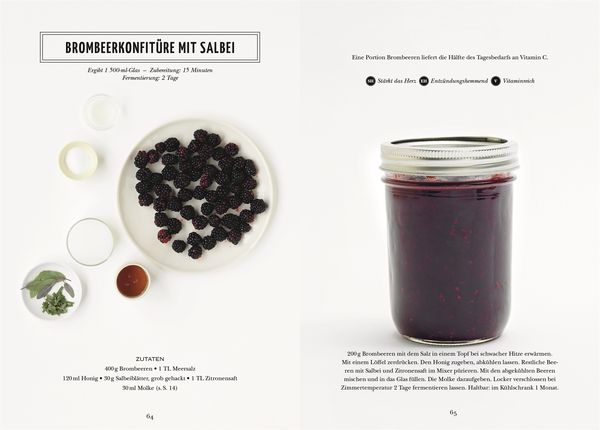 BROMBEERKONFITÜRE MIT SALBEI
Ergibt 1 500-ml-Glas – Zubereitung: 15 Minuten
Fermentierung: 2 Tage
ZUTATEN
400 g Brombeeren • 1 TL Meersalz
120 ml Honig • 30 g Salbeiblätter, grob gehackt • 1 TL Zitronensaft
30 ml Molke (s. S. 14)
64
Eine Portion Brombeeren liefert die Hälfte des Tagesbedarfs an Vitamin C.
SH Stärkt das Herz EH Entzündungshemmend V Vitaminreich
200 g Brombeeren mit dem Salz in einem Topf bei schwacher Hitze erwärmen.
Mit einem Löffel zerdrücken. Den Honig zugeben, abkühlen lassen. Restliche Bee-
ren mit Salbei und Zitronensaft im Mixer pürieren. Mit den abgekühlten Beeren
mischen und in das Glas füllen. Die Molke daraufgeben. Locker verschlossen bei
Zimmertemperatur 2 Tage fermentieren lassen. Haltbar: im Kühlschrank 1 Monat.
65